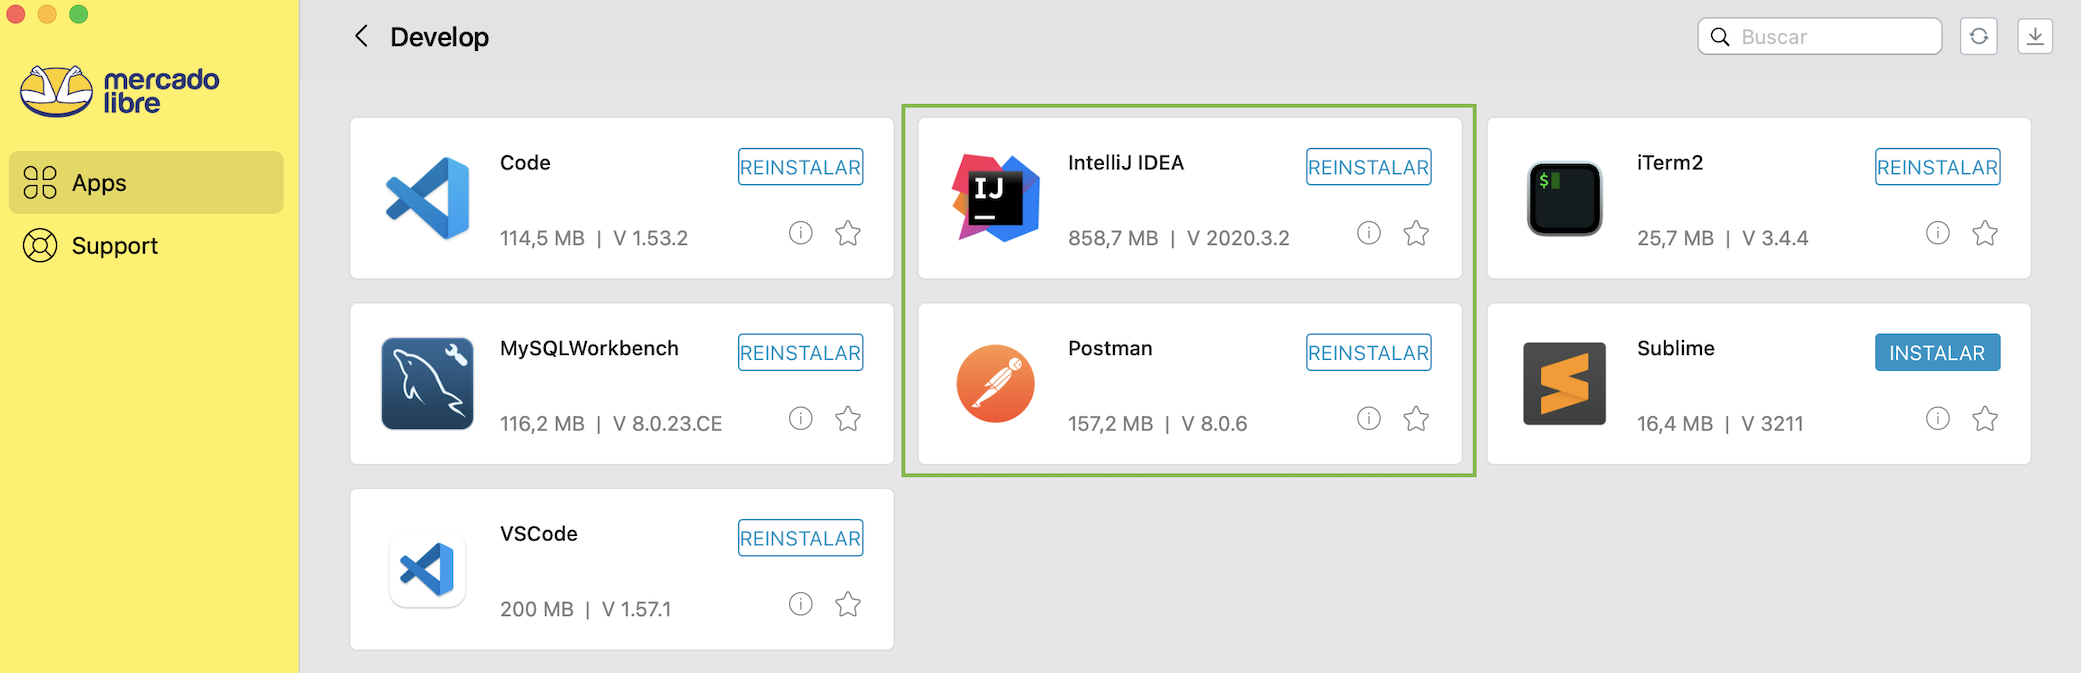 mercado
libre
Apps
Support
Develop
Buscar
Code
REINSTALAR
114,5 MB | V 1.53.2
IntelliJ IDEA
REINSTALAR
IJ
858,7 MB | V 2020.3.2
iTerm2
REINSTALAR
$
25,7 MB | V 3.4.4
MySQLWorkbench
REINSTALAR
116,2 MB | V 8.0.23.CE
Postman
REINSTALAR
157,2 MB | V 8.0.6
Sublime
INSTALAR
16,4 MB | V 3211
VSCode
REINSTALAR
200 MB | V 1.57.1